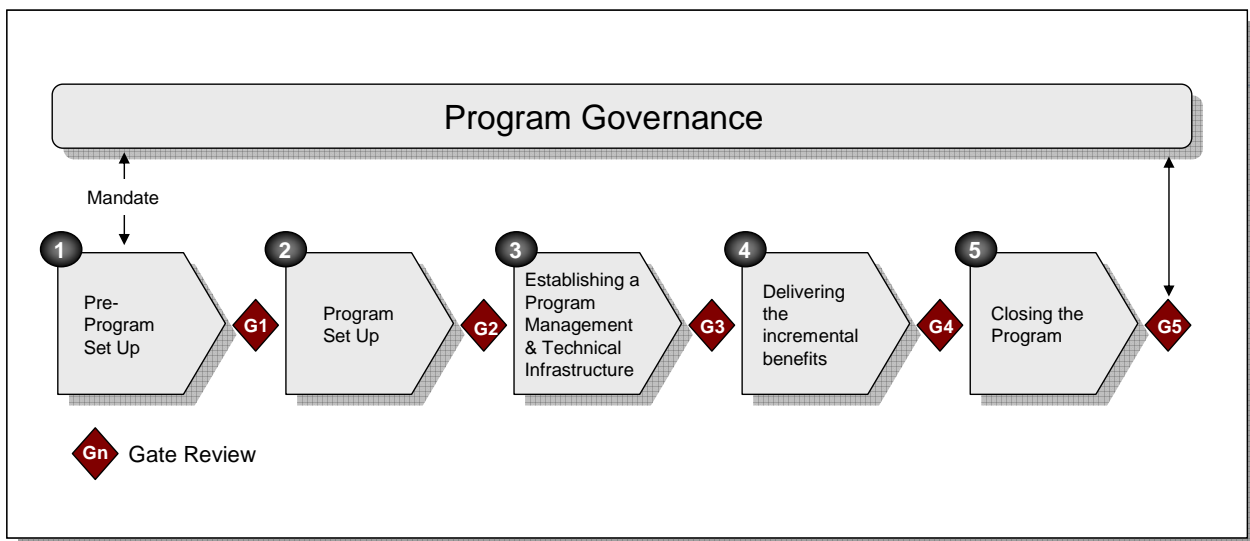 Program Governance
Mandate
1
Pre-
Program
Set Up
G1
2
Program
Set Up
G2
3
Establishing a
Program
Management
& Technical
Infrastructure
G3
4
Delivering
the
incremental
benefits
G4
5
Closing the
Program
G5
Gn
Gate Review